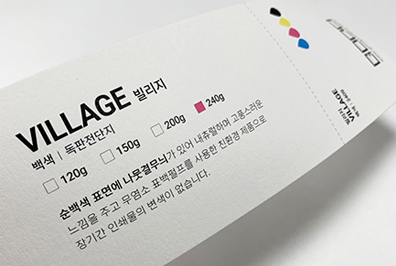 VILLAGE 빌리지
백색 | 독판전단지
120g 150g 200g 240g
순백색 표면에 나뭇결무늬가 있어 내츄럴하며 고풍스러운
느낌을 주고 무염소 표백펄프를 사용한 친환경 제품으로
장기간 인쇄물의 변색이 없습니다.
VILLAGE